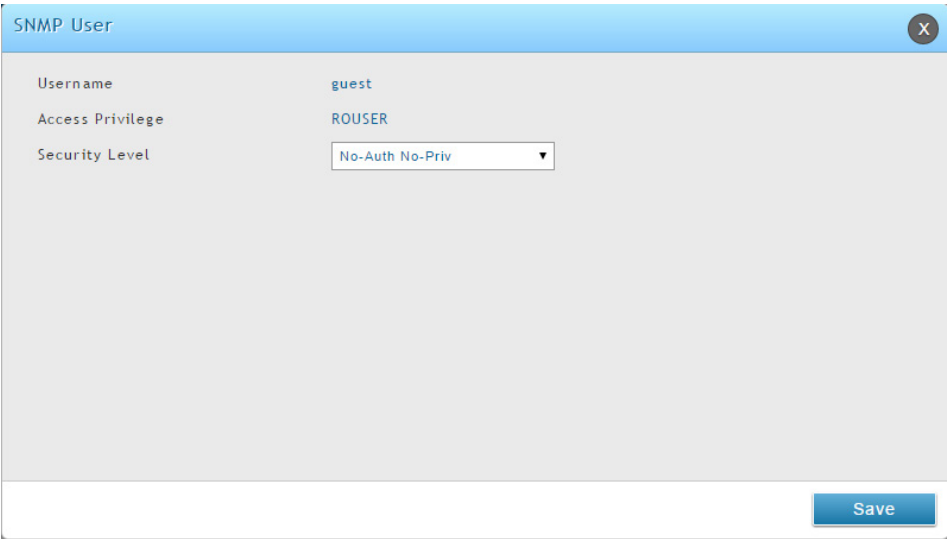 SNMP User
X
Username guest
Access Privilege ROUSER
Security Level No-Auth No-Priv
Save